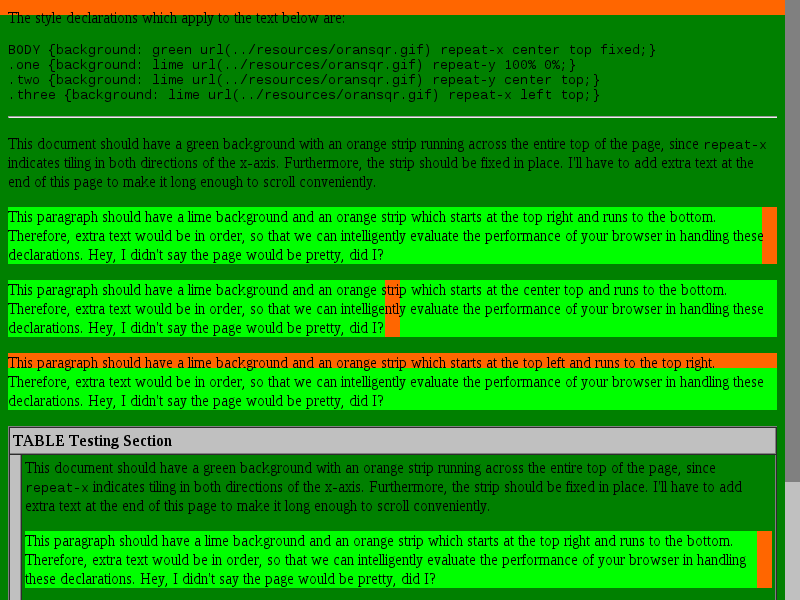 The style declarations which apply to the text below are:
BODY {background: green url(../resources/oransqr.gif) repeat-x center top fixed;}
.one {background: lime url(../resources/oransqr.gif) repeat-y 100% 0%;}
.two {background: lime url(../resources/oransqr.gif) repeat-y center top;}
.three {background: lime url(../resources/oransqr.gif) repeat-x left top;}
This document should have a green background with an orange strip running across the entire top of the page, since repeat-x
indicates tiling in both directions of the x-axis. Furthermore, the strip should be fixed in place. I'll have to add extra text at the
end of this page to make it long enough to scroll conveniently.
This paragraph should have a lime background and an orange strip which starts at the top right and runs to the bottom.
Therefore, extra text would be in order, so that we can intelligently evaluate the performance of your browser in handling these
declarations. Hey, I didn't say the page would be pretty, did I?
This paragraph should have a lime background and an orange strip which starts at the center top and runs to the bottom.
Therefore, extra text would be in order, so that we can intelligently evaluate the performance of your browser in handling these
declarations. Hey, I didn't say the page would be pretty, did I?
This paragraph should have a lime background and an orange strip which starts at the top left and runs to the top right.
Therefore, extra text would be in order, so that we can intelligently evaluate the performance of your browser in handling these
declarations. Hey, I didn't say the page would be pretty, did I?
TABLE Testing Section
This document should have a green background with an orange strip running across the entire top of the page, since
repeat-x indicates tiling in both directions of the x-axis. Furthermore, the strip should be fixed in place. I'll have to add
extra text at the end of this page to make it long enough to scroll conveniently.
This paragraph should have a lime background and an orange strip which starts at the top right and runs to the bottom.
Therefore, extra text would be in order, so that we can intelligently evaluate the performance of your browser in handling
these declarations. Hey, I didn't say the page would be pretty, did I?